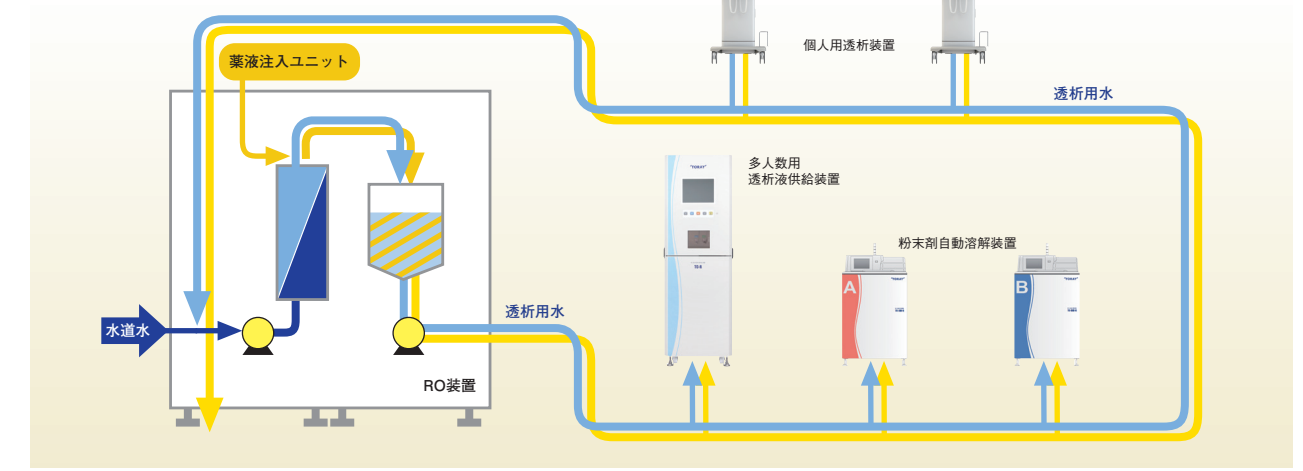 個人用透析装置
薬液注入ユニット
透析用水
"TORAY"
多人数用
透析液供給装置
粉末剤自動溶解装置
A
B
透析用水
水道水
RO装置